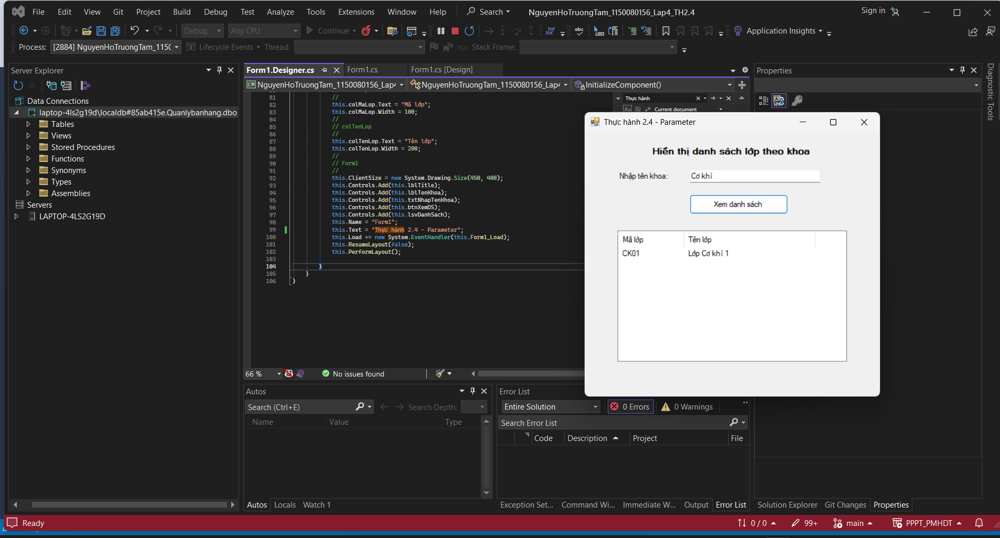 File Edit View Git Project Build Debug Test Analyze Tools Extensions Window Help Search NguyenHoTruongTam_1150080156_Lap4_TH2.4 Sign in
Debug Any CPU Continue Application Insights
Process: [2884] NguyenHoTruongTam_115( Lifecycle Events Thread: Stack Frame:
Server Explorer
Data Connections
laptop-4ls2g19d\localdb#85ab415e.Quanlybanhang.dbo
Tables
Views
Stored Procedures
Functions
Synonyms
Types
Assemblies
Servers
LAPTOP-4LS2G19D
Form1.Designer.cs Form1.cs Form1.cs [Design]
NguyenHoTruongTam_1150080156_Lap4 NguyenHoTruongTam_1150080156_Lap4 InitializeComponent()
Thực hành
Current document
81 //
82 this.colMaLop.Text = "Mã lớp";
83 this.colMaLop.Width = 100;
84 //
85 // colTenLop
86 //
87 this.colTenLop.Text = "Tên lớp";
88 this.colTenLop.Width = 200;
89 //
90 // Form1
91 //
92 this.ClientSize = new System.Drawing.Size(450, 400);
93 this.Controls.Add(this.lblTitle);
94 this.Controls.Add(this.lblTenKhoa);
95 this.Controls.Add(this.txtNhapTenKhoa);
96 this.Controls.Add(this.btnXemDS);
97 this.Controls.Add(this.lsvDanhSach);
98 this.Name = "Form1";
99 this.Text = "Thực hành 2.4 - Parameter";
100 this.Load += new System.EventHandler(this.Form1_Load);
101 this.ResumeLayout(false);
102 this.PerformLayout();
103
104 }
105 }
106 }
66 % No issues found
Thực hành 2.4 - Parameter
Hiển thị danh sách lớp theo khoa
Nhập tên khoa: Cơ khí
Xem danh sách
Mã lớp Tên lớp
CK01 Lớp Cơ khí 1
Properties
Diagnostic Tools
Autos
Search (Ctrl+E) Search Depth:
Name Value Type
Autos Locals Watch 1
Error List
Entire Solution 0 Errors 0 Warnings
Search Error List
Code Description Project File
Exception Set... Command Wi... Immediate W... Output Error List
Solution Explorer Git Changes Properties
Ready 0 / 0 99+ main PPPT_PMHDT